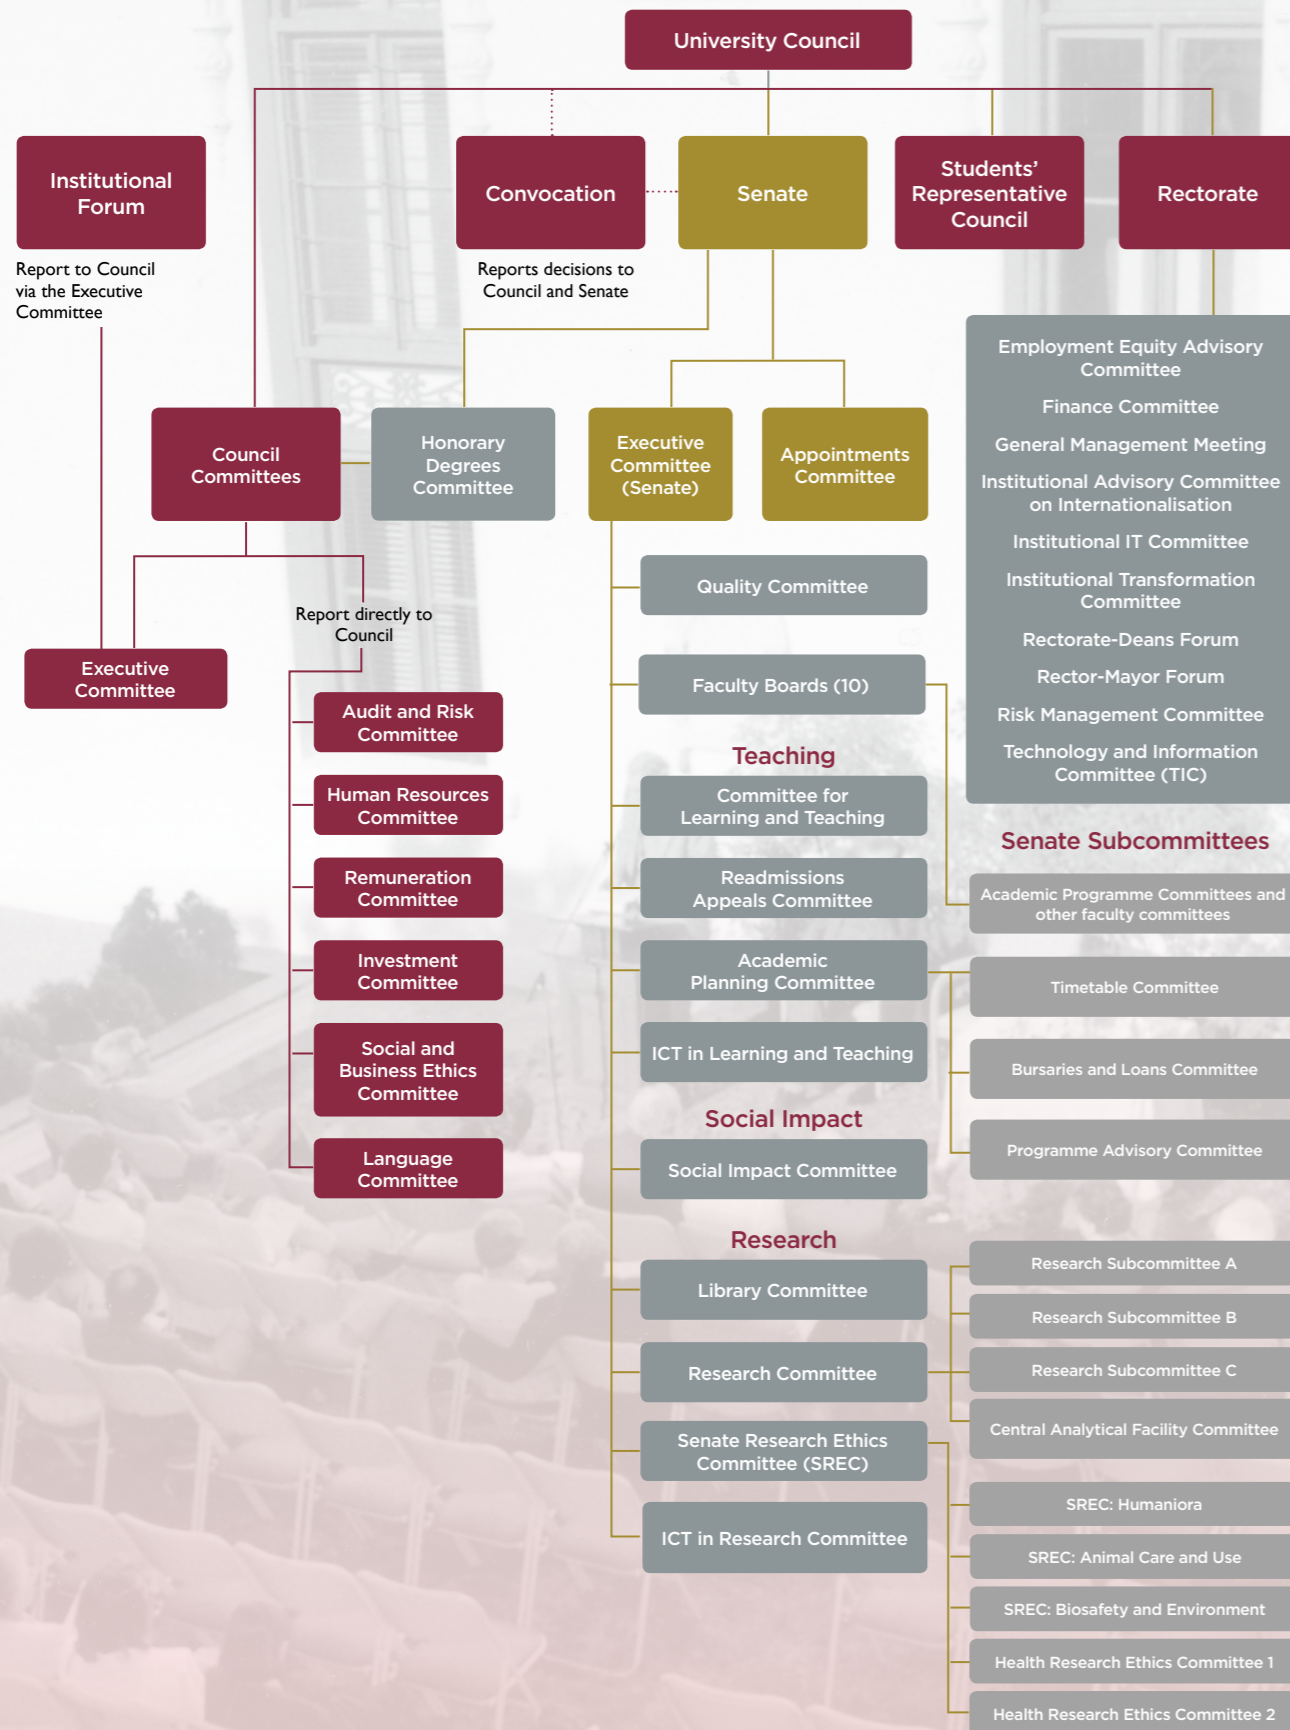 University Council
Institutional
Forum
Convocation
Senate
Students’
Representative
Council
Rectorate
Report to Council
via the Executive
Committee
Reports decisions to
Council and Senate
Employment Equity Advisory
Committee
Finance Committee
General Management Meeting
Institutional Advisory Committee
on Internationalisation
Institutional IT Committee
Institutional Transformation
Committee
Rectorate-Deans Forum
Rector-Mayor Forum
Risk Management Committee
Technology and Information
Committee (TIC)
Council
Committees
Honorary
Degrees
Committee
Executive
Committee
(Senate)
Appointments
Committee
Report directly to
Council
Executive
Committee
Audit and Risk
Committee
Human Resources
Committee
Remuneration
Committee
Investment
Committee
Social and
Business Ethics
Committee
Language
Committee
Quality Committee
Faculty Boards (10)
Teaching
Committee for
Learning and Teaching
Readmissions
Appeals Committee
Academic
Planning Committee
ICT in Learning and Teaching
Social Impact
Social Impact Committee
Research
Library Committee
Research Committee
Senate Research Ethics
Committee (SREC)
ICT in Research Committee
Senate Subcommittees
Academic Programme Committees and
other faculty committees
Timetable Committee
Bursaries and Loans Committee
Programme Advisory Committee
Research Subcommittee A
Research Subcommittee B
Research Subcommittee C
Central Analytical Facility Committee
SREC: Humaniora
SREC: Animal Care and Use
SREC: Biosafety and Environment
Health Research Ethics Committee 1
Health Research Ethics Committee 2